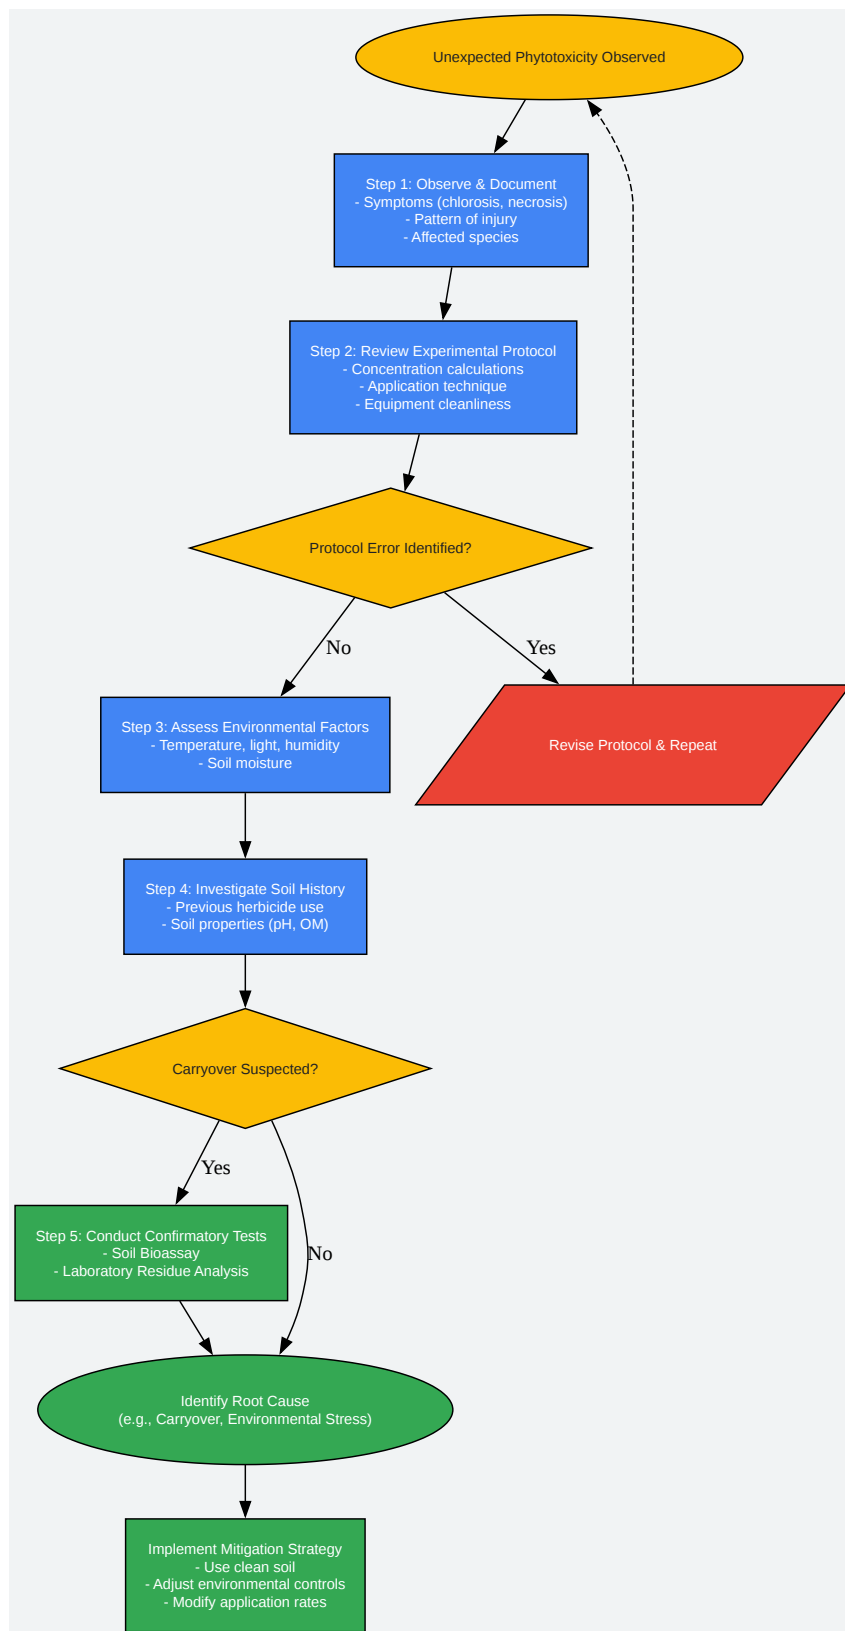 Unexpected Phytotoxicity Observed
Step 1: Observe & Document
- Symptoms (chlorosis, necrosis)
- Pattern of injury
- Affected species
Step 2: Review Experimental Protocol
- Concentration calculations
- Application technique
- Equipment cleanliness
Protocol Error Identified?
No
Yes
Step 3: Assess Environmental Factors
- Temperature, light, humidity
- Soil moisture
Revise Protocol & Repeat
Step 4: Investigate Soil History
- Previous herbicide use
- Soil properties (pH, OM)
Carryover Suspected?
Yes
No
Step 5: Conduct Confirmatory Tests
- Soil Bioassay
- Laboratory Residue Analysis
Identify Root Cause
(e.g., Carryover, Environmental Stress)
Implement Mitigation Strategy
- Use clean soil
- Adjust environmental controls
- Modify application rates